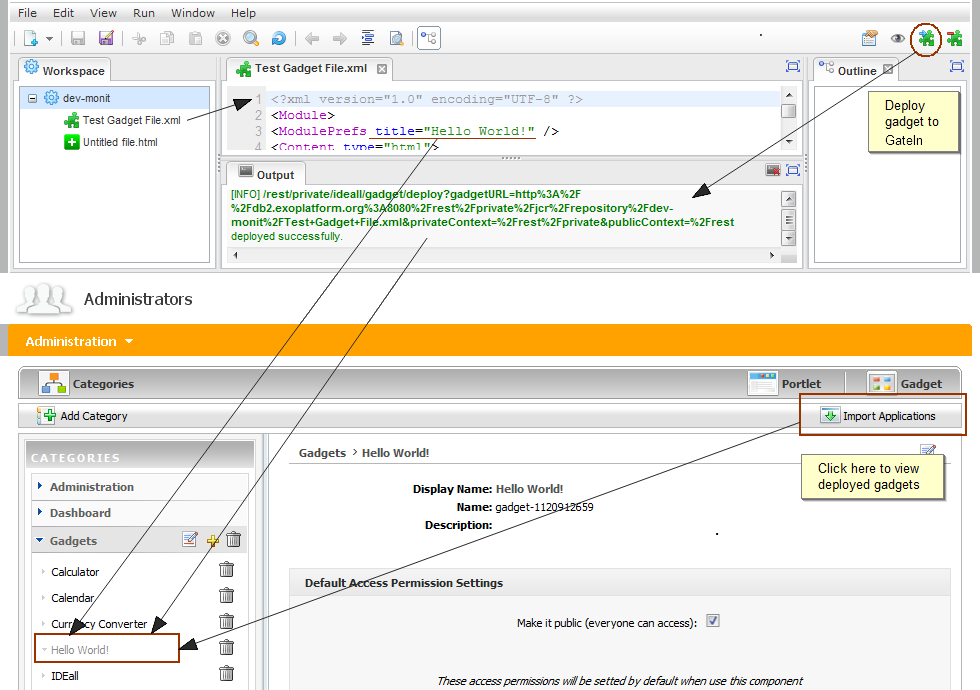 File Edit View Run Window Help
Workspace
Test Gadget File.xml
Outline
dev-monit
Test Gadget File.xml
Untitled file.html
1 <?xml version="1.0" encoding="UTF-8" ?>
2 <Module>
3 <ModulePrefs title="Hello World!" />
4 <Content type="html">
Deploy
gadget to
GateIn
Output
[INFO] /rest/private/ideall/gadget/deploy?gadgetURL=http%3A%2F
%2Fdb2.exoplatform.org%3A8080%2Frest%2Fprivate%2Fjcr%2Frepository%2Fdev-
monit%2FTest+Gadget+File.xml&privateContext=%2Frest%2Fprivate&publicContext=%2Frest
deployed successfully.
Administrators
Administration
Categories
Portlet
Gadget
Add Category
Import Applications
CATEGORIES
Administration
Dashboard
Gadgets
Calculator
Calendar
Currency Converter
Hello World!
IDEall
Gadgets > Hello World!
Click here to view
deployed gadgets
Display Name: Hello World!
Name: gadget-1120912659
Description:
Default Access Permission Settings
Make it public (everyone can access):
These access permissions will be setted by default when use this component